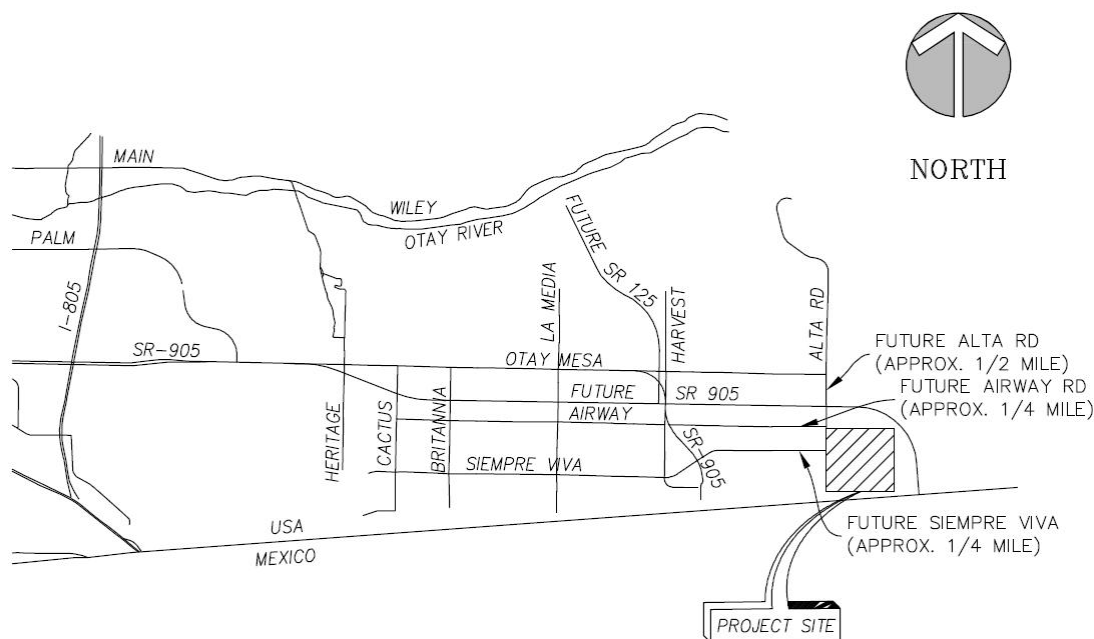 NORTH
MAIN
WILEY
OTAY RIVER
PALM
I-805
FUTURE SR 125
LA MEDIA
HARVEST
ALTA RD
SR-905
OTAY MESA
FUTURE ALTA RD
(APPROX. 1/2 MILE)
FUTURE SR 905
FUTURE AIRWAY RD
(APPROX. 1/4 MILE)
AIRWAY
HERITAGE
CACTUS
BRITANNIA
SIEMPRE VIVA
SR-905
FUTURE SIEMPRE VIVA
(APPROX. 1/4 MILE)
USA
MEXICO
PROJECT SITE